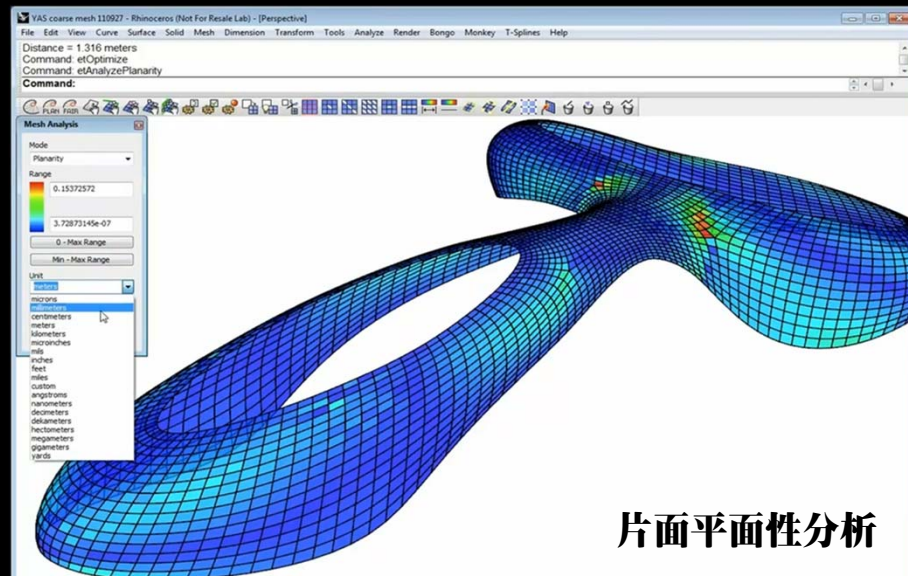 YAS coarse mesh 110927 - Rhinoceros (Not For Resale Lab) - [Perspective]
File Edit View Curve Surface Solid Mesh Dimension Transform Tools Analyze Render Bongo Monkey T-Splines Help
Distance = 1.316 meters
Command: etOptimize
Command: etAnalyzePlanarity
Command:
Mesh Analysis
Mode
Planarity
Range
0.15372572
3.72873145e-07
0 - Max Range
Min - Max Range
Unit
meters
microns
millimeters
centimeters
meters
kilometers
microinches
mils
inches
feet
miles
custom
angstroms
nanometers
decimeters
dekameters
hectometers
megameters
gigameters
yards
片面平面性分析